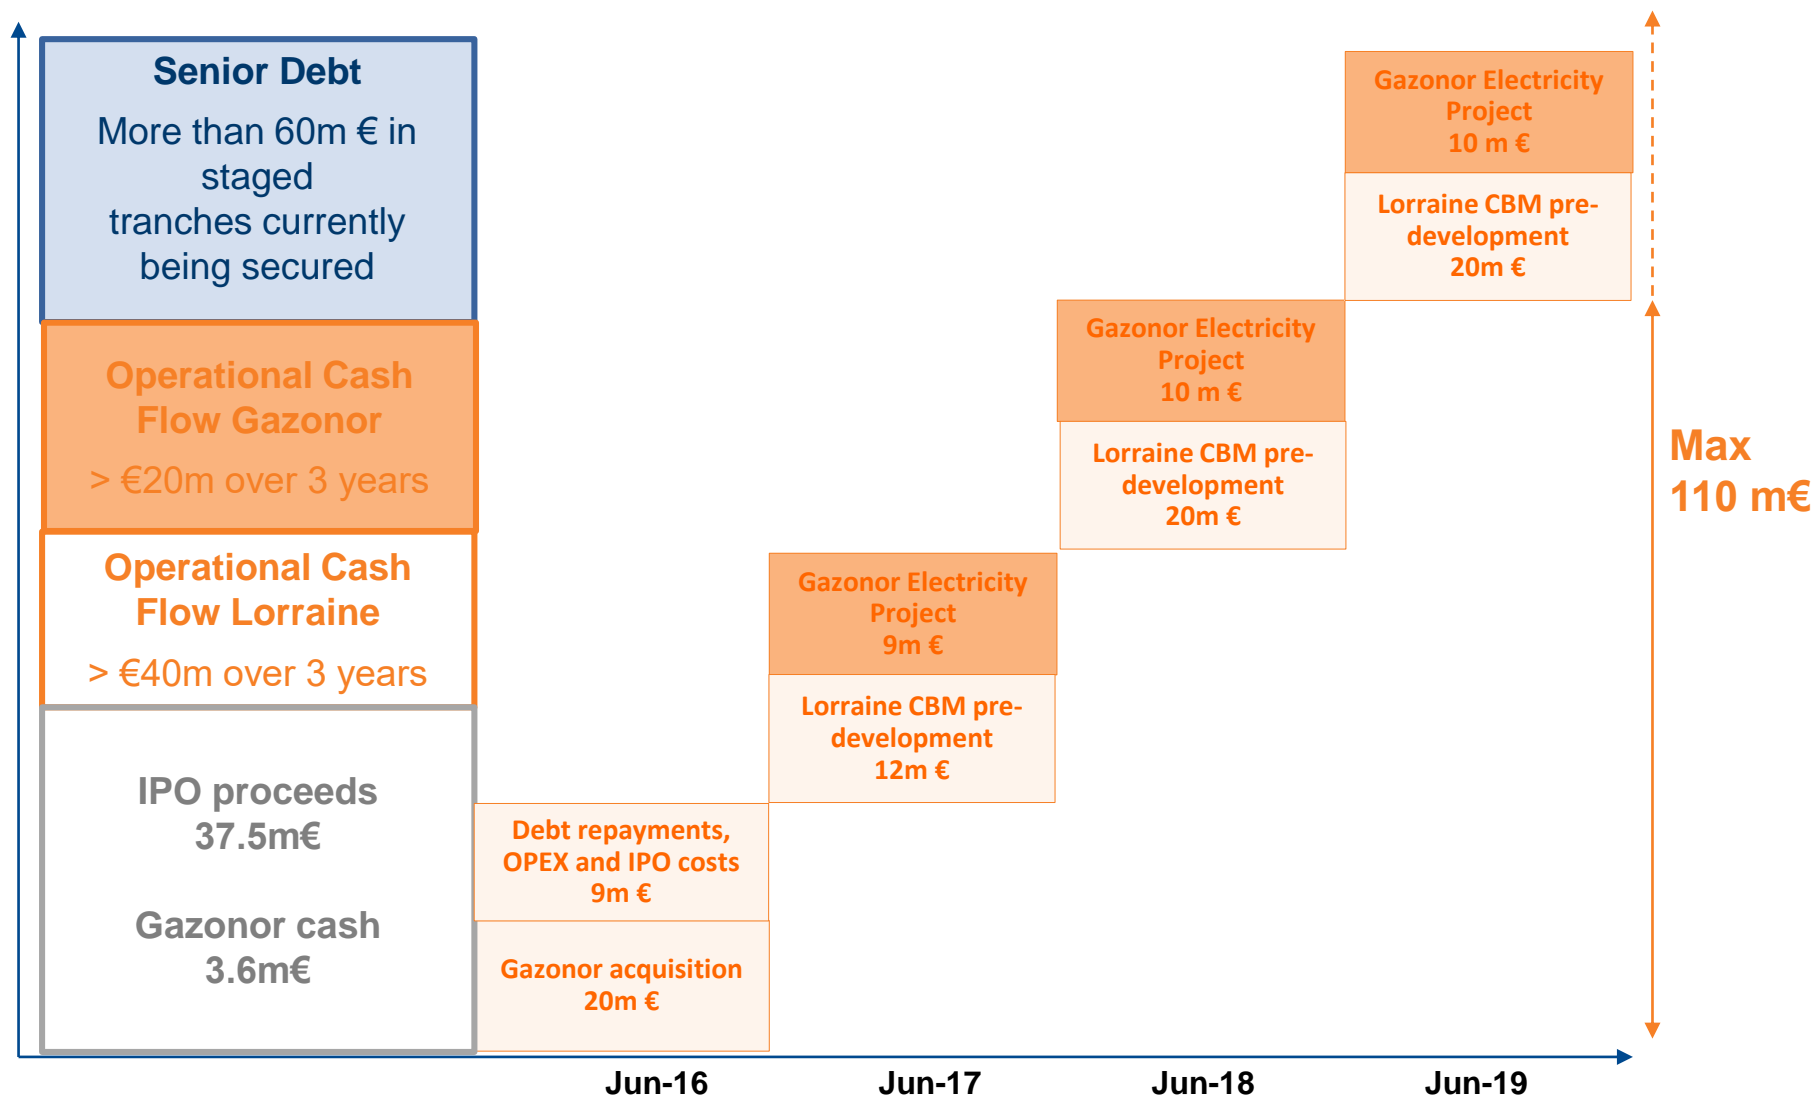 Senior Debt
More than 60m € in
staged
tranches currently
being secured
Operational Cash
Flow Gazonor
> €20m over 3 years
Operational Cash
Flow Lorraine
> €40m over 3 years
IPO proceeds
37.5m€
Gazonor cash
3.6m€
Debt repayments,
OPEX and IPO costs
9m €
Gazonor acquisition
20m €
Gazonor Electricity
Project
9m €
Lorraine CBM pre-
development
12m €
Gazonor Electricity
Project
10 m €
Lorraine CBM pre-
development
20m €
Gazonor Electricity
Project
10 m €
Lorraine CBM pre-
development
20m €
Max
110 m€
Jun-16
Jun-17
Jun-18
Jun-19